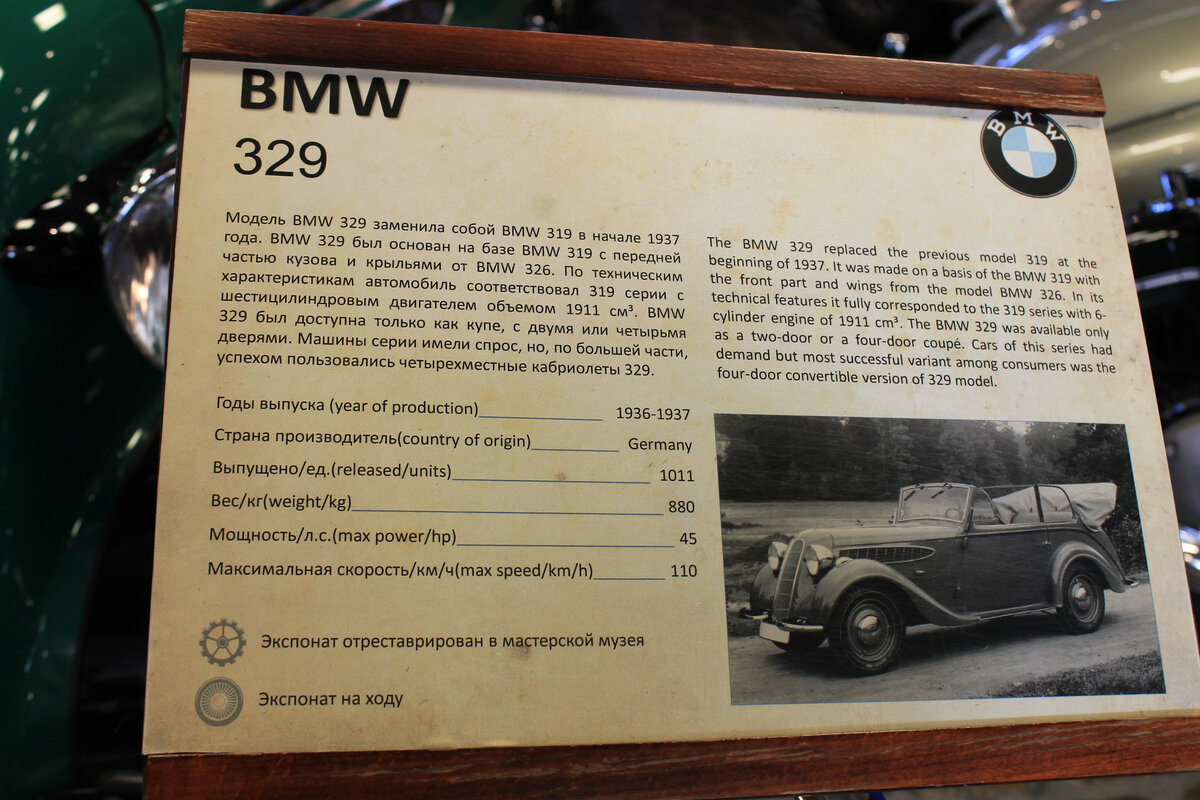 BMW
329
BMW
Модель BMW 329 заменила собой BMW 319 в начале 1937
года. BMW 329 был основан на базе BMW 319 с передней
частью кузова и крыльями от BMW 326. По техническим
характеристикам автомобиль соответствовал 319 серии с
шестицилиндровым двигателем объемом 1911 см³. BMW
329 был доступна только как купе, с двумя или четырьмя
дверями. Машины серии имели спрос, но, по большей части,
успехом пользовались четырехместные кабриолеты 329.
The BMW 329 replaced the previous model 319 at the
beginning of 1937. It was made on a basis of the BMW 319 with
the front part and wings from the model BMW 326. In its
technical features it fully corresponded to the 319 series with 6-
cylinder engine of 1911 cm³. The BMW 329 was available only
as a two-door or a four-door coupé. Cars of this series had
demand but most successful variant among consumers was the
four-door convertible version of 329 model.
Годы выпуска (year of production) 1936-1937
Страна производитель(country of origin) Germany
Выпущено/ед.(released/units) 1011
Вес/кг(weight/kg) 880
Мощность/л.с.(max power/hp) 45
Максимальная скорость/км/ч(max speed/km/h) 110
Экспонат отреставрирован в мастерской музея
Экспонат на ходу